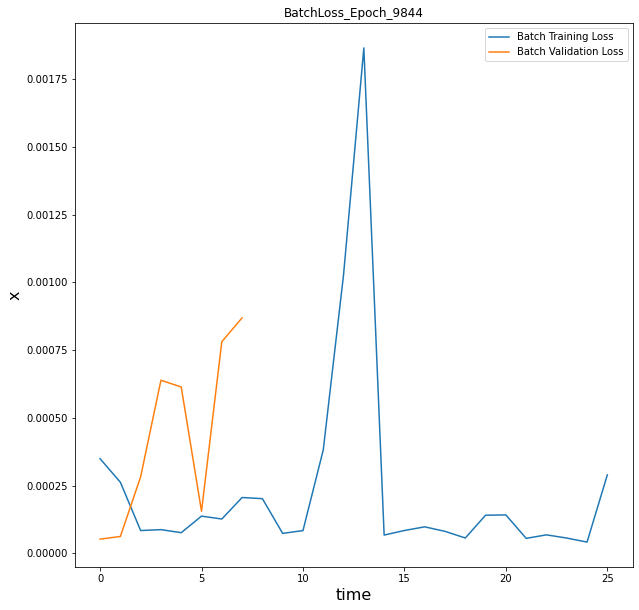 BatchLoss_Epoch_9844
Batch Training Loss
Batch Validation Loss
0.00175
0.00150
0.00125
0.00100
0.00075
0.00050
0.00025
0.00000
x
0 5 10 15 20 25
time